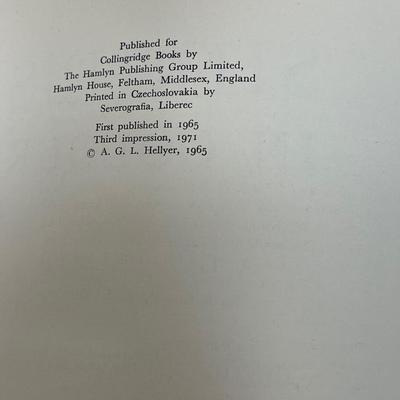 Published for
Collingridge Books by
The Hamlyn Publishing Group Limited,
Hamlyn House, Feltham, Middlesex, England
Printed in Czechoslovakia by
Severografia, Liberec
First published in 1965
Third impression, 1971
© A. G. L. Hellyer, 1965